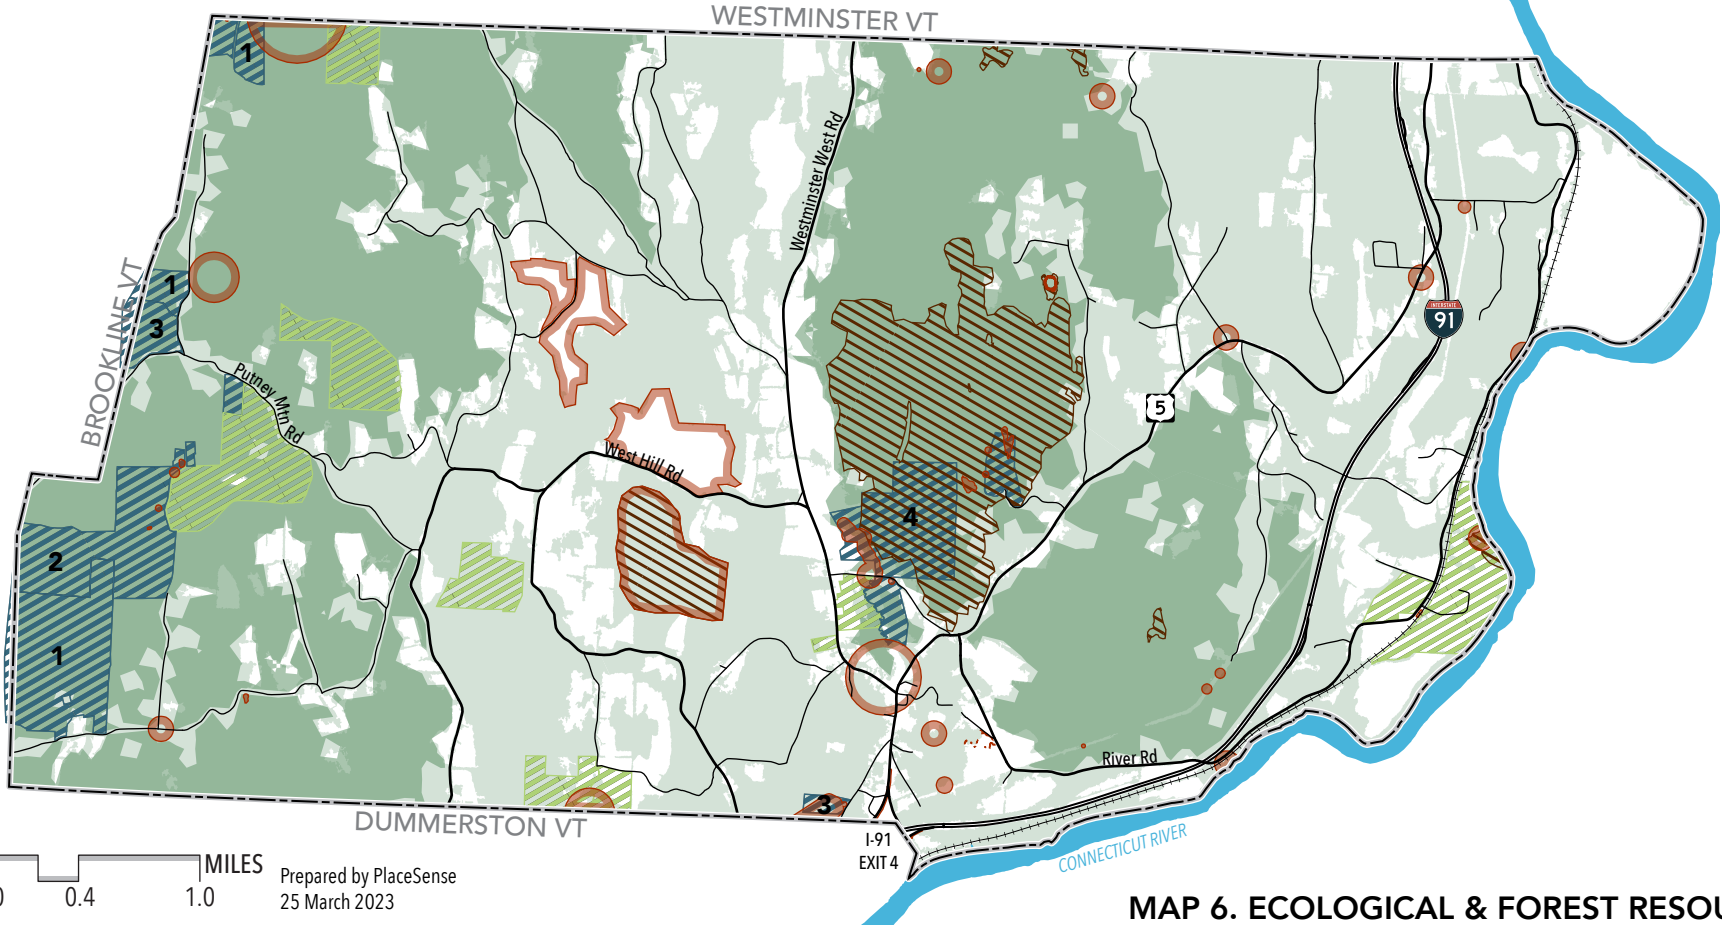 WESTMINSTER VT
1
Westminster West Rd
BROOKLINE VT
1
3
INTERSTATE
91
Putney Mtn Rd
5
West Hill Rd
4
2
1
River Rd
3
DUMMERSTON VT
I-91
EXIT 4
CONNECTICUT RIVER
MILES
0.4
1.0
Prepared by PlaceSense
25 March 2023
MAP 6. ECOLOGICAL & FOREST RESOU